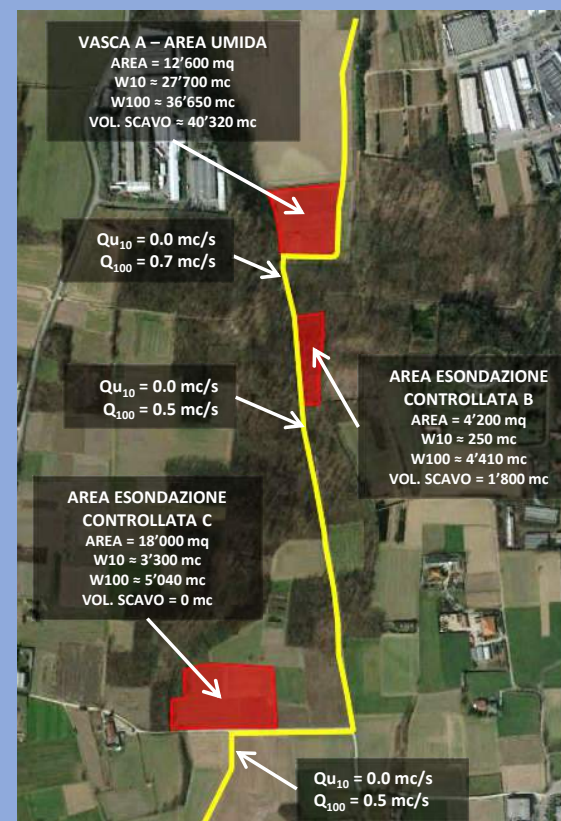 VASCA A – AREA UMIDA
AREA = 12’600 mq
W10 ≈ 27’700 mc
W100 ≈ 36’650 mc
VOL. SCAVO ≈ 40’320 mc
Qu10 = 0.0 mc/s
Q100 = 0.7 mc/s
Qu10 = 0.0 mc/s
Q100 = 0.5 mc/s
AREA ESONDAZIONE
CONTROLLATA B
AREA = 4’200 mq
W10 ≈ 250 mc
W100 ≈ 4’410 mc
VOL. SCAVO = 1’800 mc
AREA ESONDAZIONE
CONTROLLATA C
AREA = 18’000 mq
W10 ≈ 3’300 mc
W100 ≈ 5’040 mc
VOL. SCAVO = 0 mc
Qu10 = 0.0 mc/s
Q100 = 0.5 mc/s